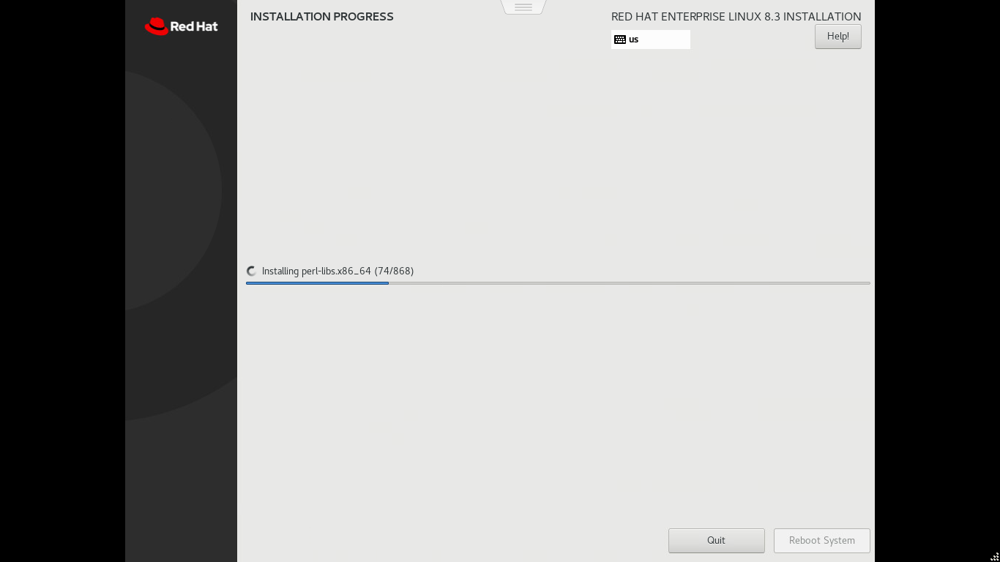 Red Hat
INSTALLATION PROGRESS
RED HAT ENTERPRISE LINUX 8.3 INSTALLATION
us
Help!
Installing perl-libs.x86_64 (74/868)
Quit
Reboot System